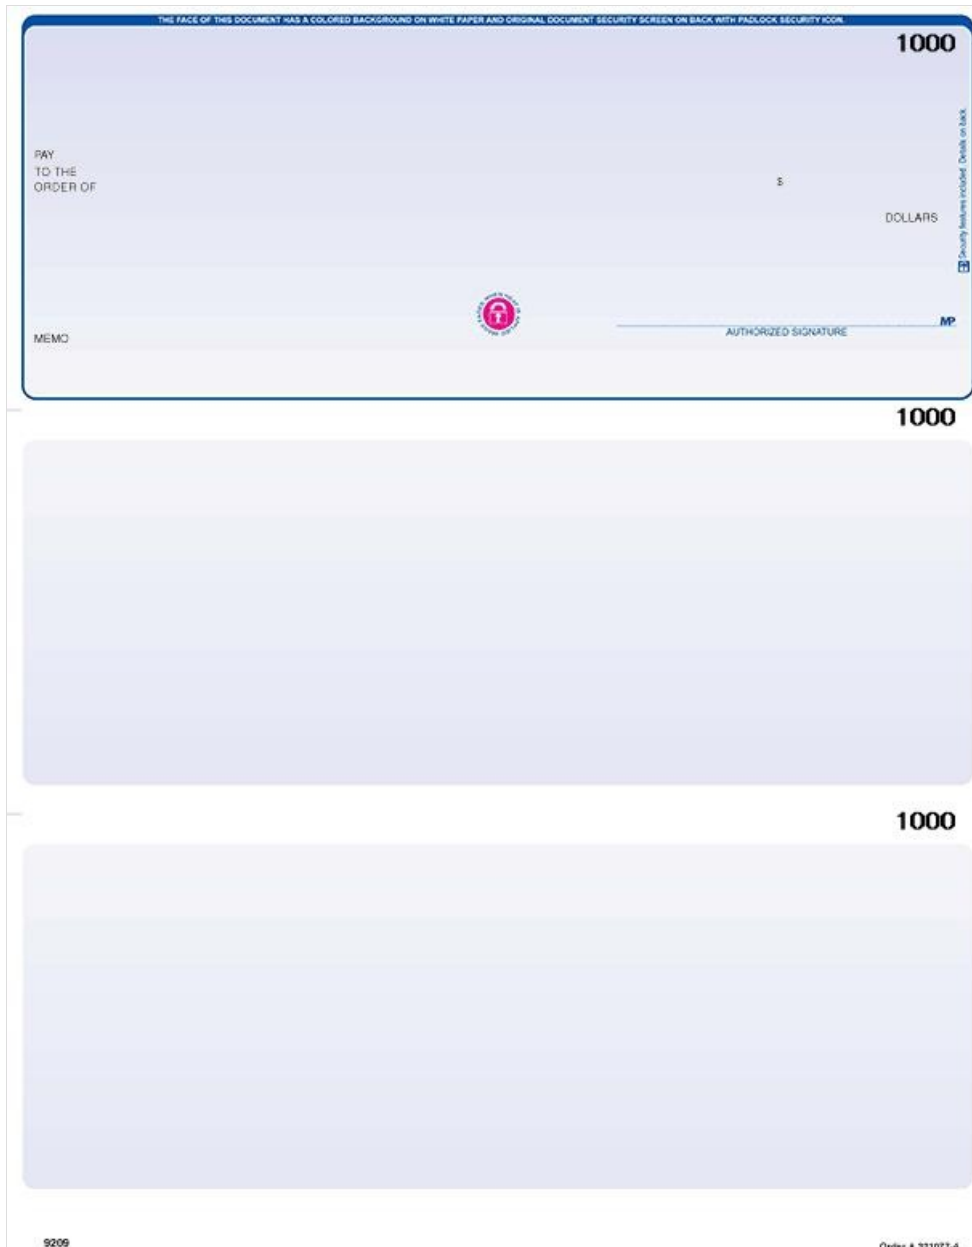 THE FACE OF THIS DOCUMENT HAS A COLORED BACKGROUND ON WHITE PAPER AND ORIGINAL DOCUMENT SECURITY SCREEN ON BACK WITH PADLOCK SECURITY ICON.
1000
Security features included. Details on back.
PAY
TO THE
ORDER OF
$
DOLLARS
MP
AUTHORIZED SIGNATURE
MEMO
1000
1000
9209